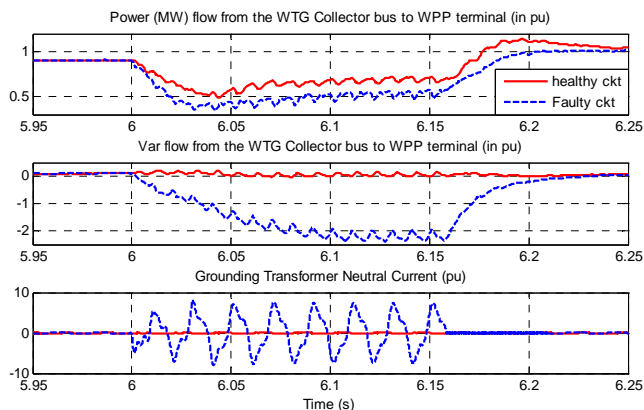 Power (MW) flow from the WTG Collector bus to WPP terminal (in pu)
1
0.5
healthy ckt
Faulty ckt
5.95 6 6.05 6.1 6.15 6.2 6.25
Var flow from the WTG Collector bus to WPP terminal (in pu)
0
-1
-2
5.95 6 6.05 6.1 6.15 6.2 6.25
Grounding Transformer Neutral Current (pu)
10
0
-10
5.95 6 6.05 6.1 6.15 6.2 6.25
Time (s)